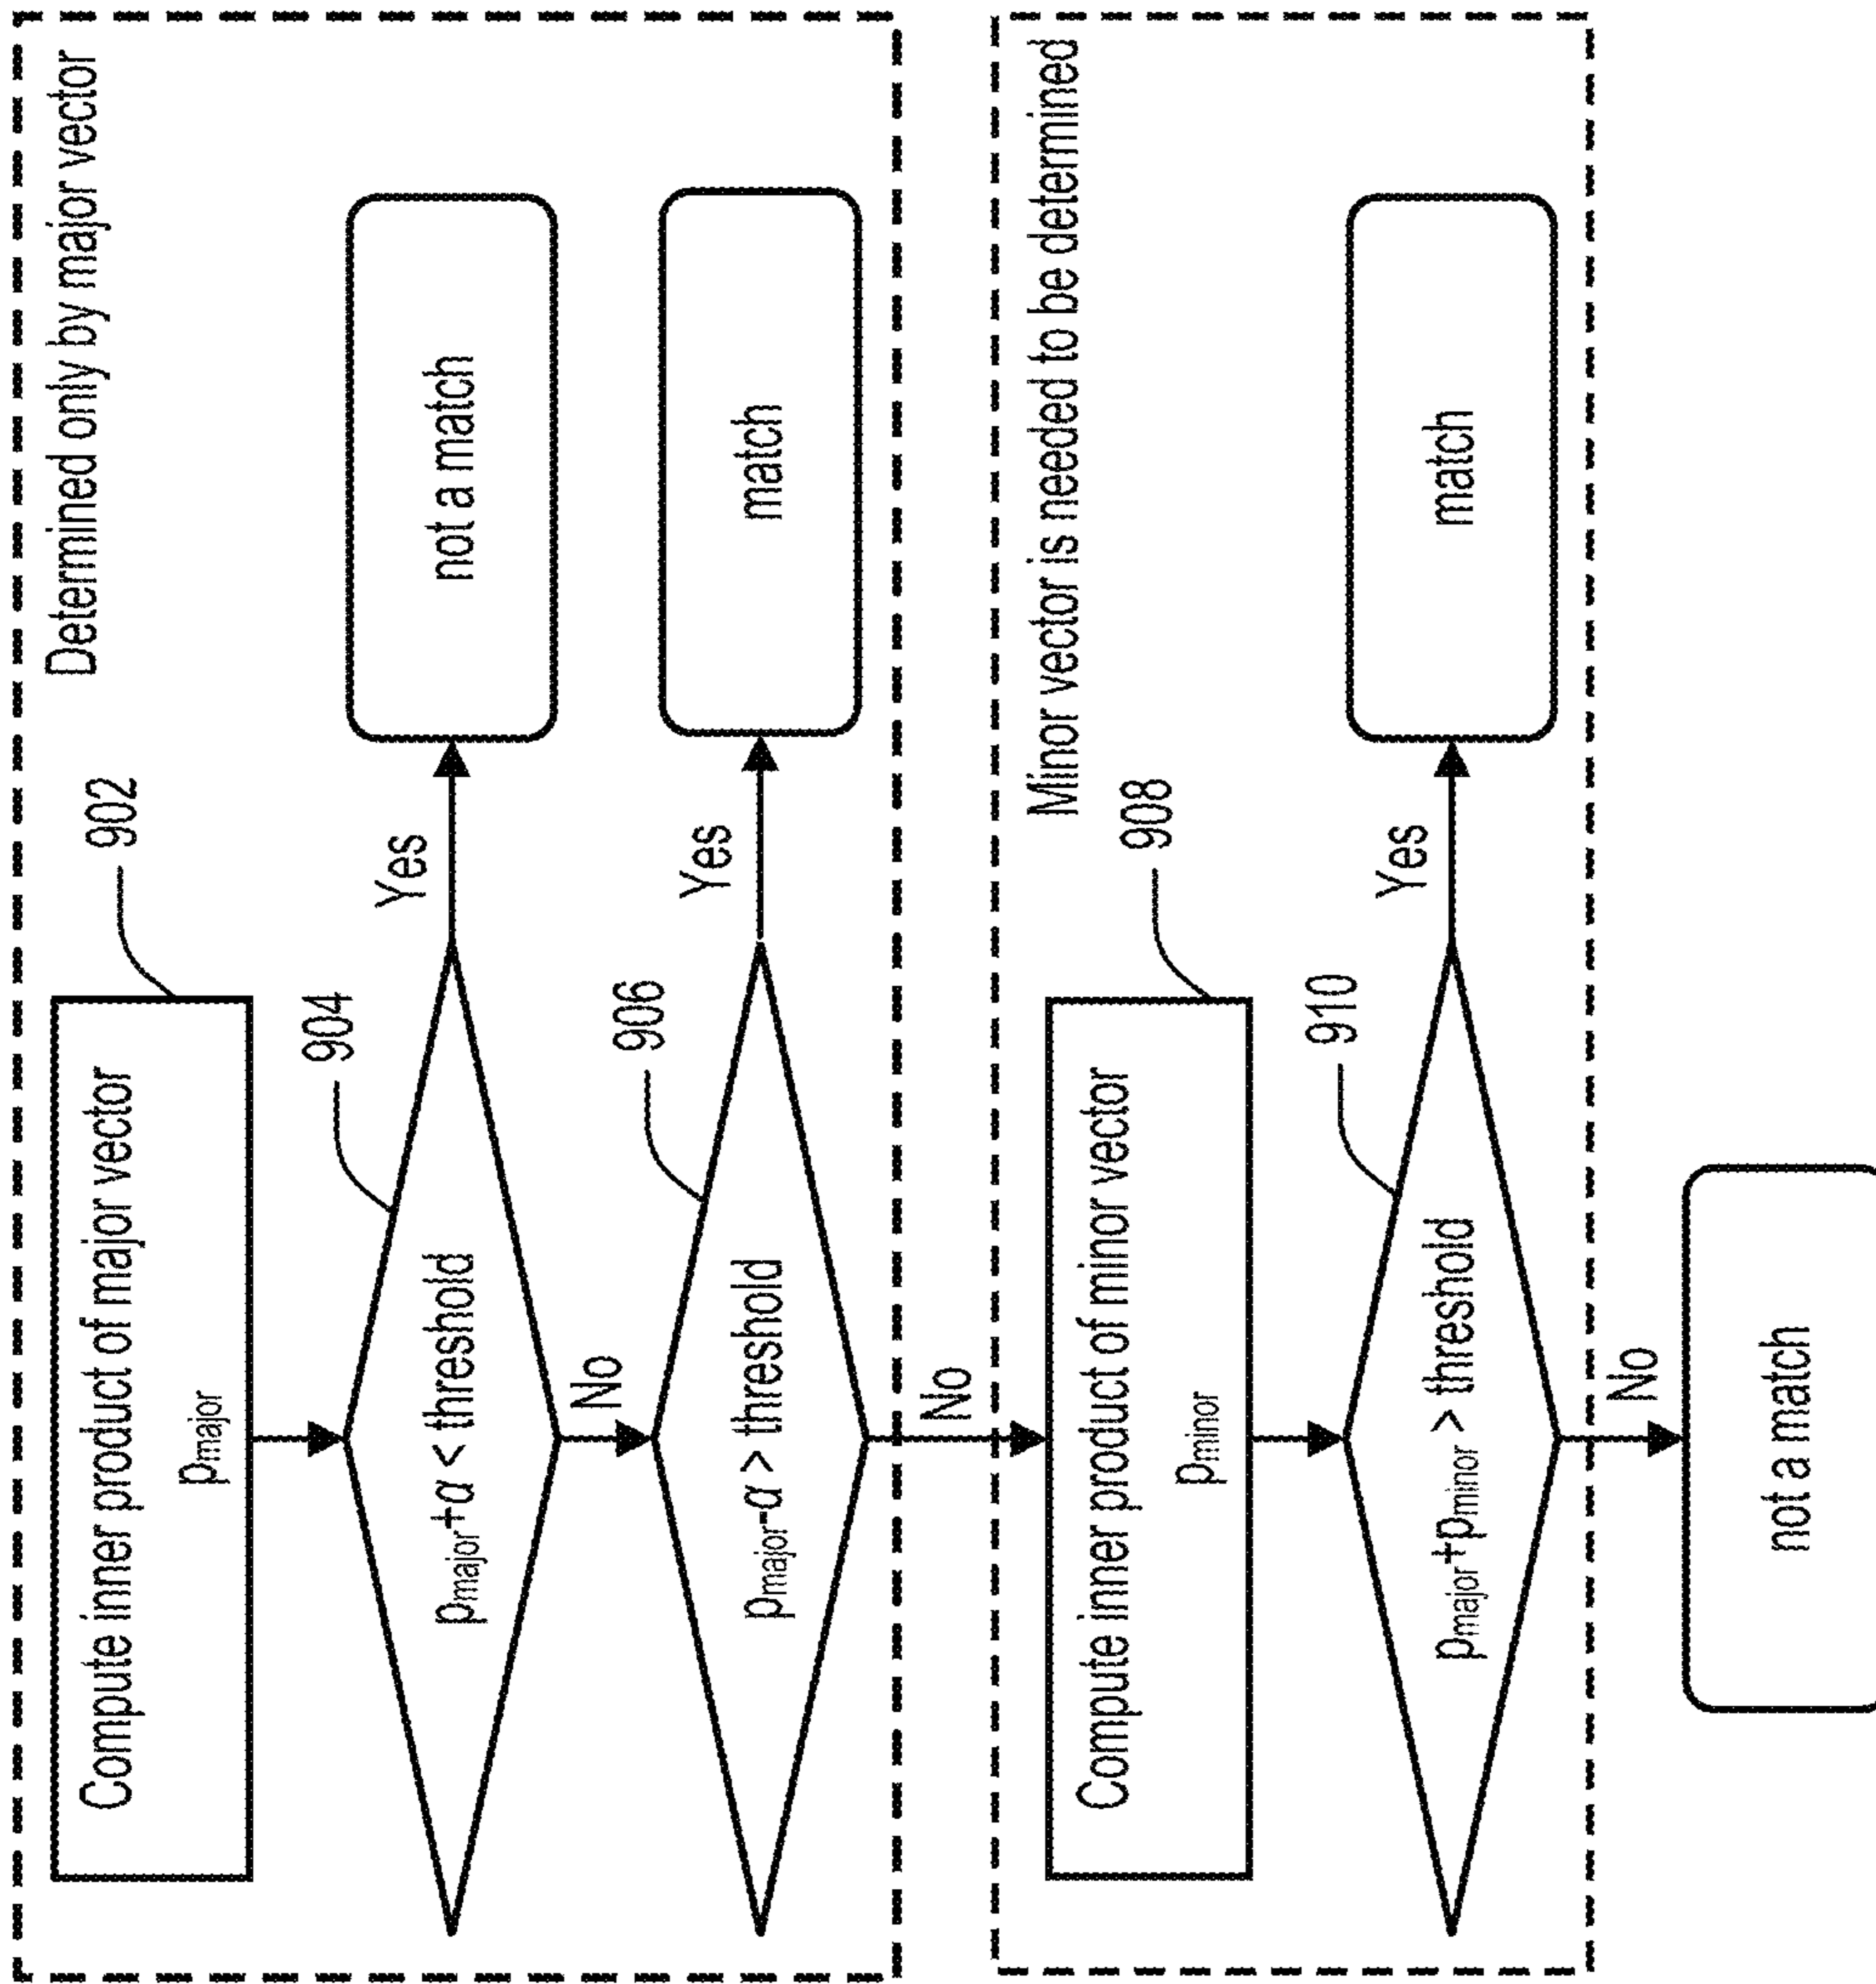 Determined only by major vector
902
Compute inner product of major vector
pmajor
904
pmajor+α < threshold
Yes
not a match
No
906
pmajor-α > threshold
Yes
match
No
Minor vector is needed to be determined
908
Compute inner product of minor vector
pminor
910
pmajor+pminor > threshold
Yes
match
No
not a match